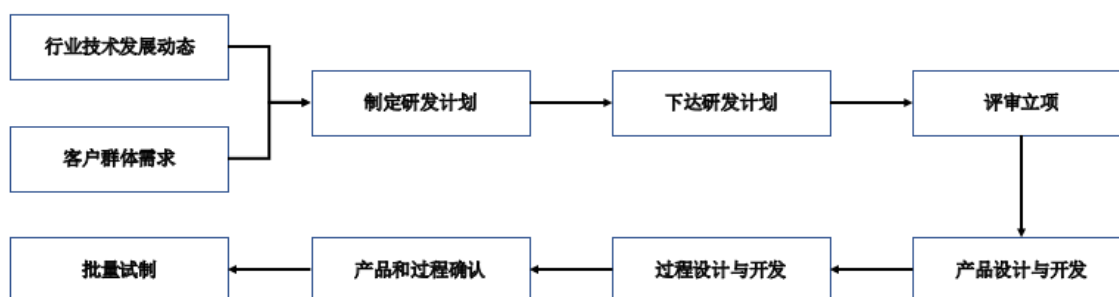 行业技术发展动态
客户群体需求
制定研发计划
下达研发计划
评审立项
产品设计与开发
过程设计与开发
产品和过程确认
批量试制